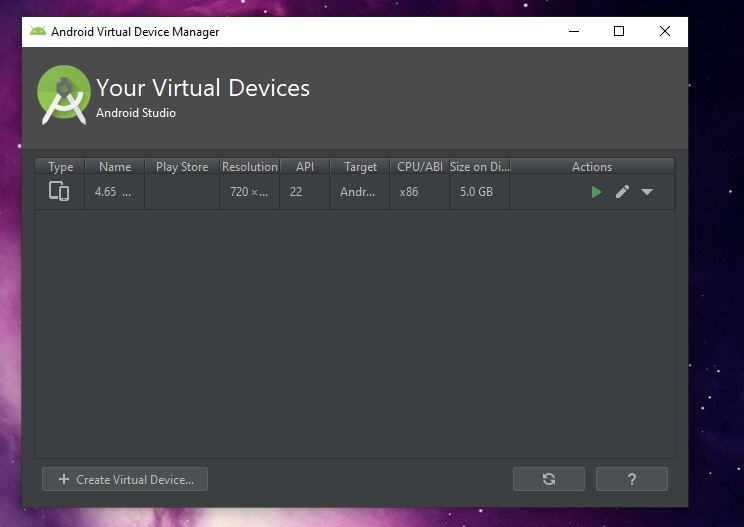 Android Virtual Device Manager
Your Virtual Devices
Android Studio
Type Name Play Store Resolution API Target CPU/ABI Size on Di... Actions
4.65 ... 720 ×... 22 Andr... x86 5.0 GB
+ Create Virtual Device... ?